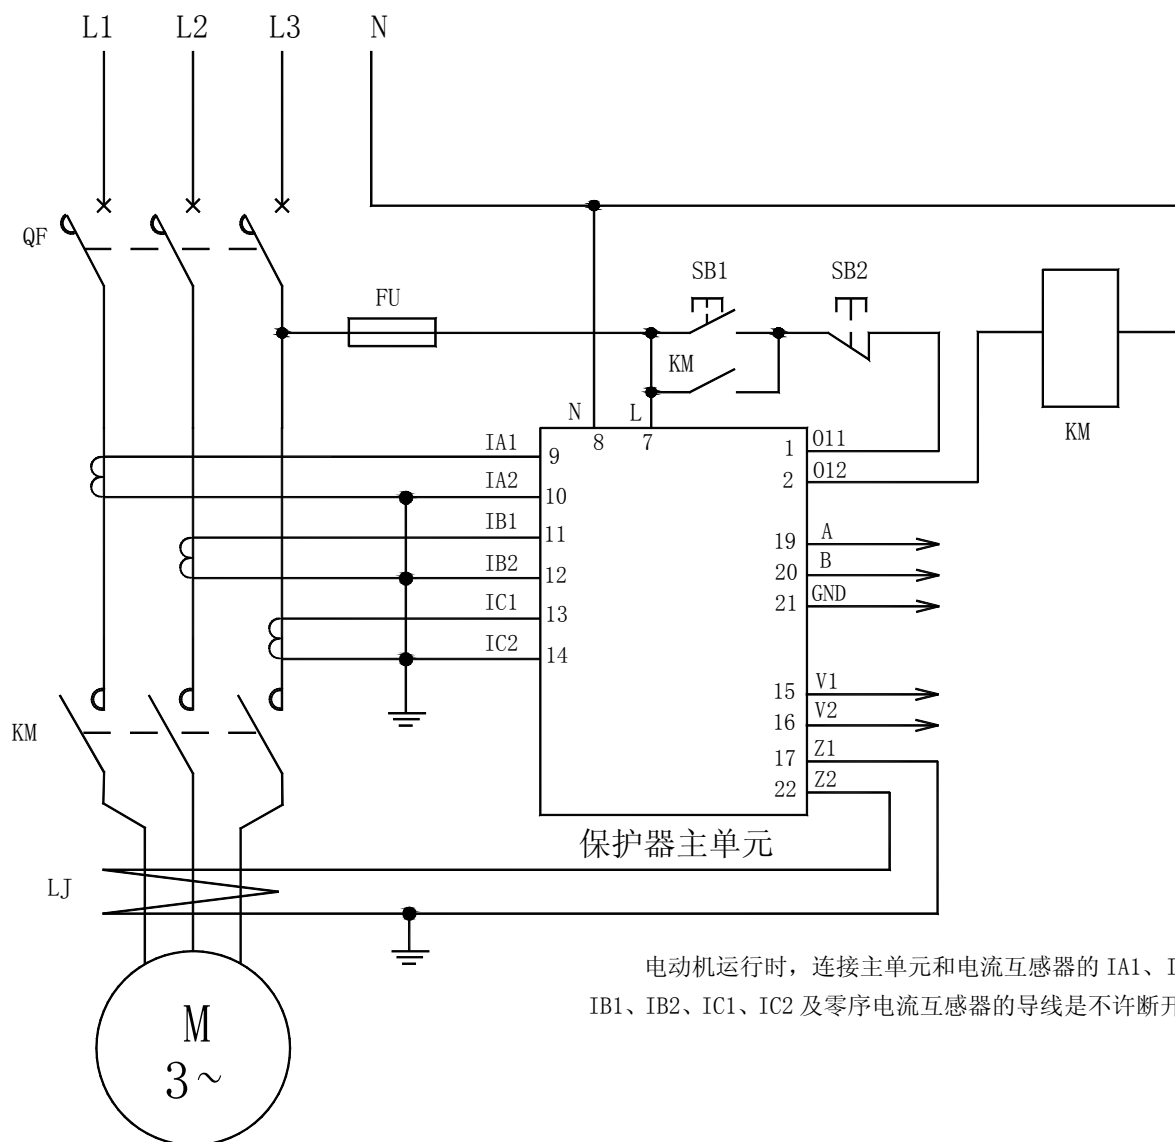 L1 L2 L3 N
QF
SB1 SB2
FU
KM
KM
N L
8 7
IA1 9
IA2 10
IB1 11
IB2 12
IC1 13
IC2 14
1 011
2 012
19 A
20 B
21 GND
15 V1
16 V2
17 Z1
22 Z2
KM
保护器主单元
LJ
M
3~
电动机运行时，连接主单元和电流互感器的 IA1、I
IB1、IB2、IC1、IC2 及零序电流互感器的导线是不许断开